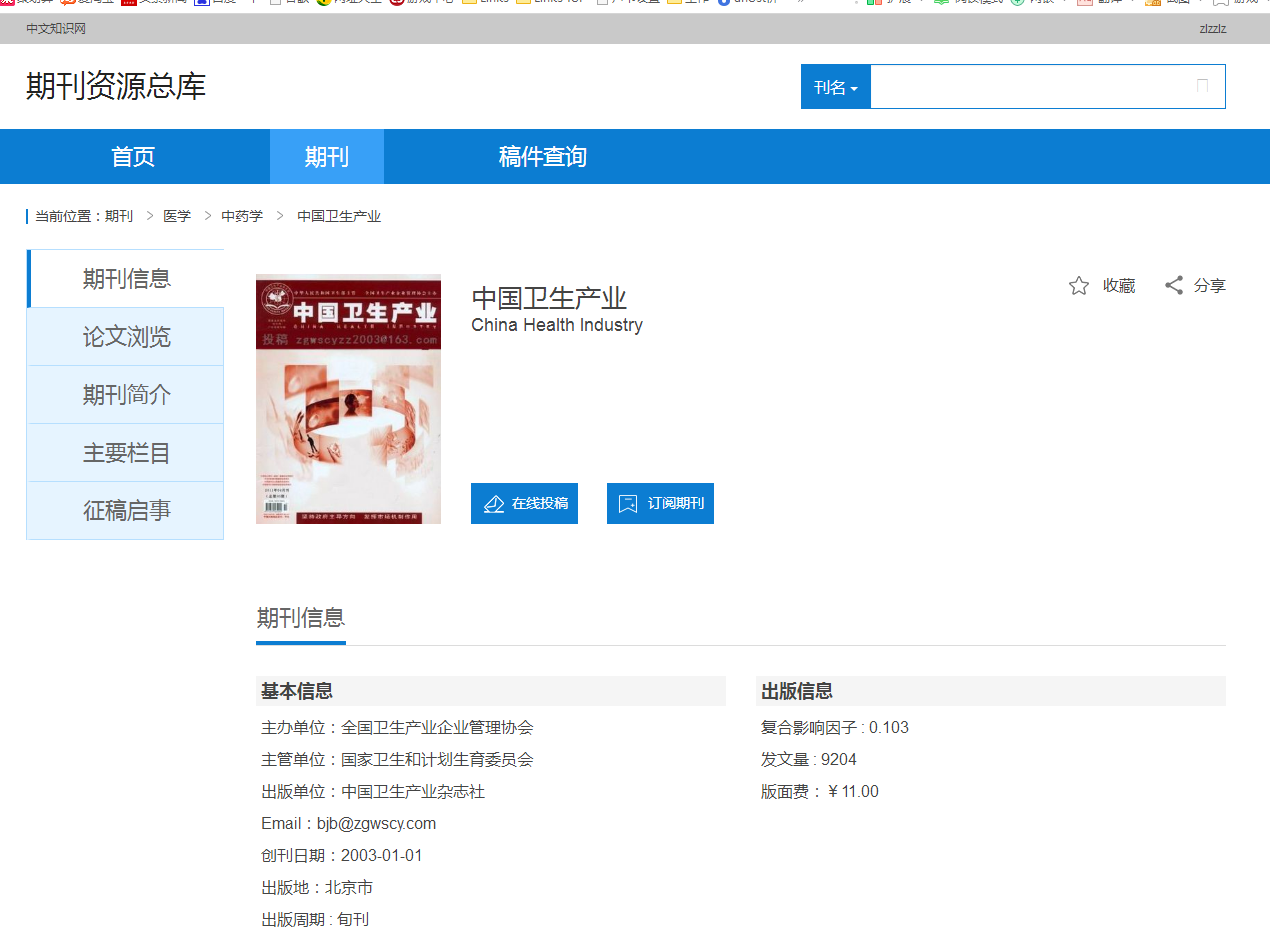 中文知识网
zlzzlz
期刊资源总库
刊名
首页
期刊
稿件查询
当前位置：期刊 > 医学 > 中药学 > 中国卫生产业
期刊信息
论文浏览
期刊简介
主要栏目
征稿启事
中国卫生产业
投稿 zgwscyzz2003@163.com
中国卫生产业
China Health Industry
收藏
分享
在线投稿
订阅期刊
期刊信息
基本信息
主办单位：全国卫生产业企业管理协会
主管单位：国家卫生和计划生育委员会
出版单位：中国卫生产业杂志社
Email：bjb@zgwscy.com
创刊日期：2003-01-01
出版地：北京市
出版周期 : 旬刊
出版信息
复合影响因子 : 0.103
发文量 : 9204
版面费：￥11.00